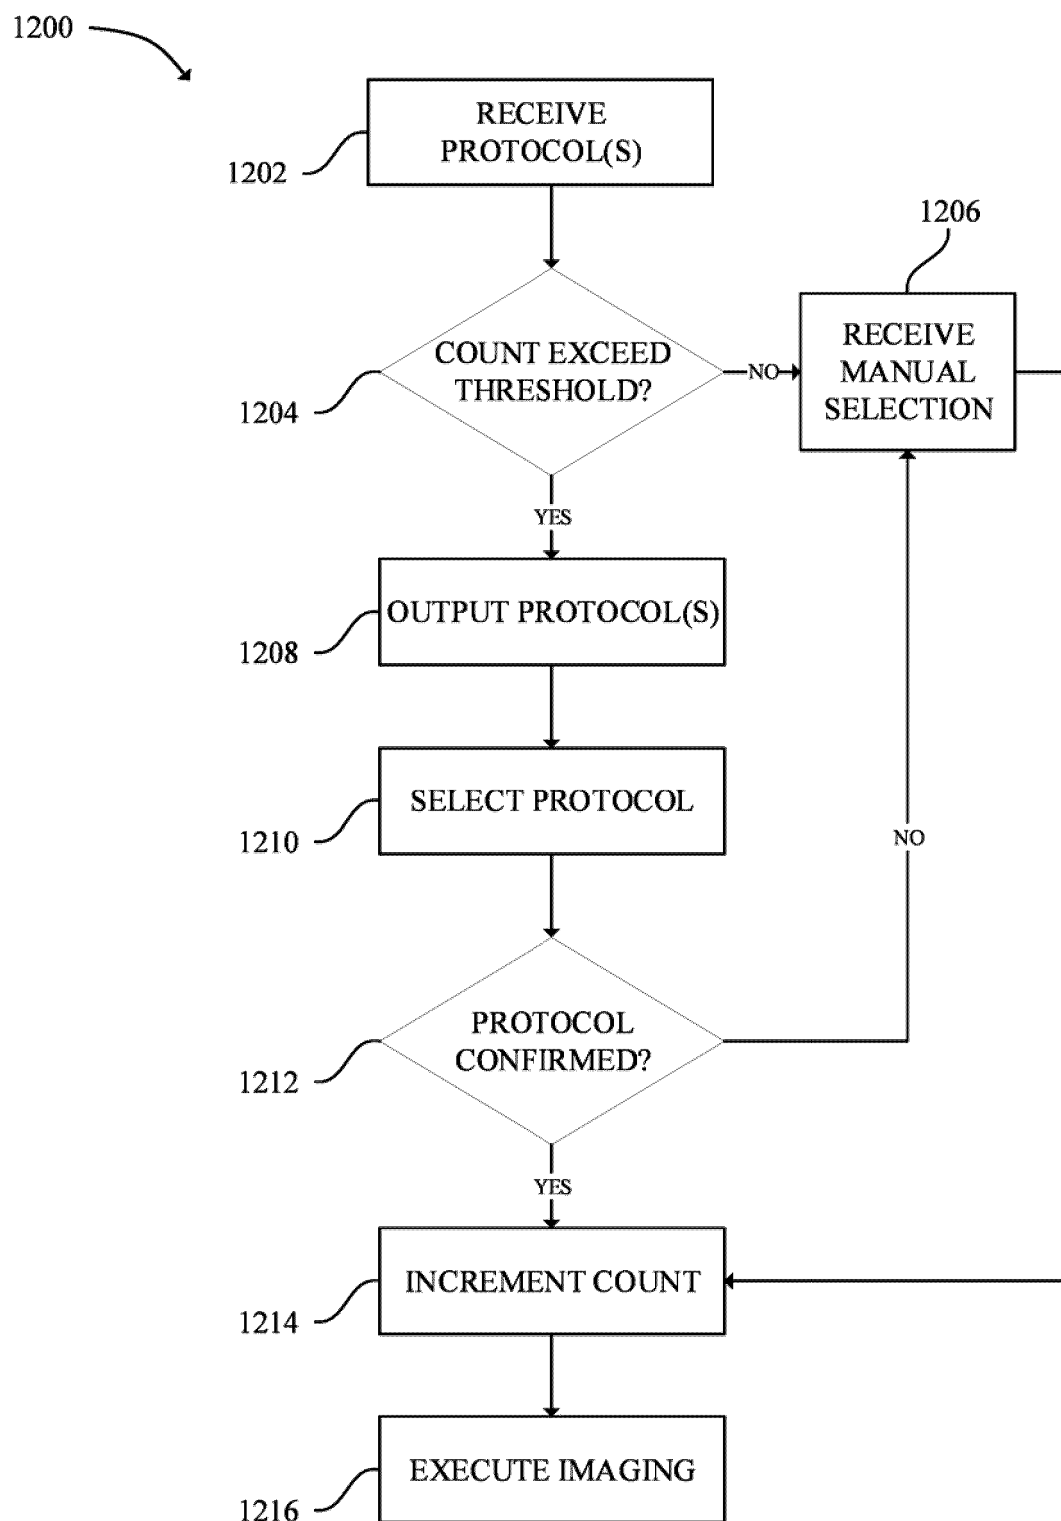 1200
RECEIVE
PROTOCOL(S)
1202
1206
COUNT EXCEED
THRESHOLD?
1204
NO
RECEIVE
MANUAL
SELECTION
YES
OUTPUT PROTOCOL(S)
1208
SELECT PROTOCOL
1210
NO
PROTOCOL
CONFIRMED?
1212
YES
INCREMENT COUNT
1214
EXECUTE IMAGING
1216